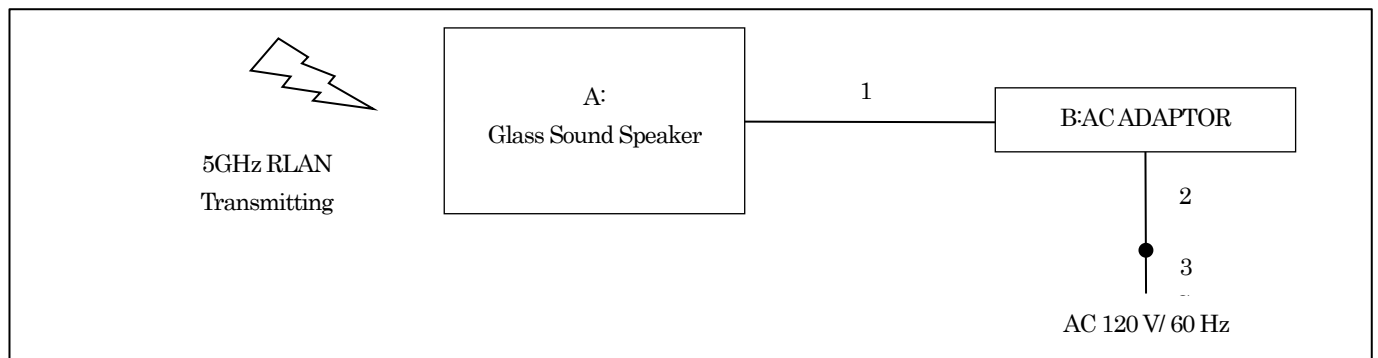 A:
Glass Sound Speaker
1
B:AC ADAPTOR
5GHz RLAN
Transmitting
2
3
AC 120 V/ 60 Hz